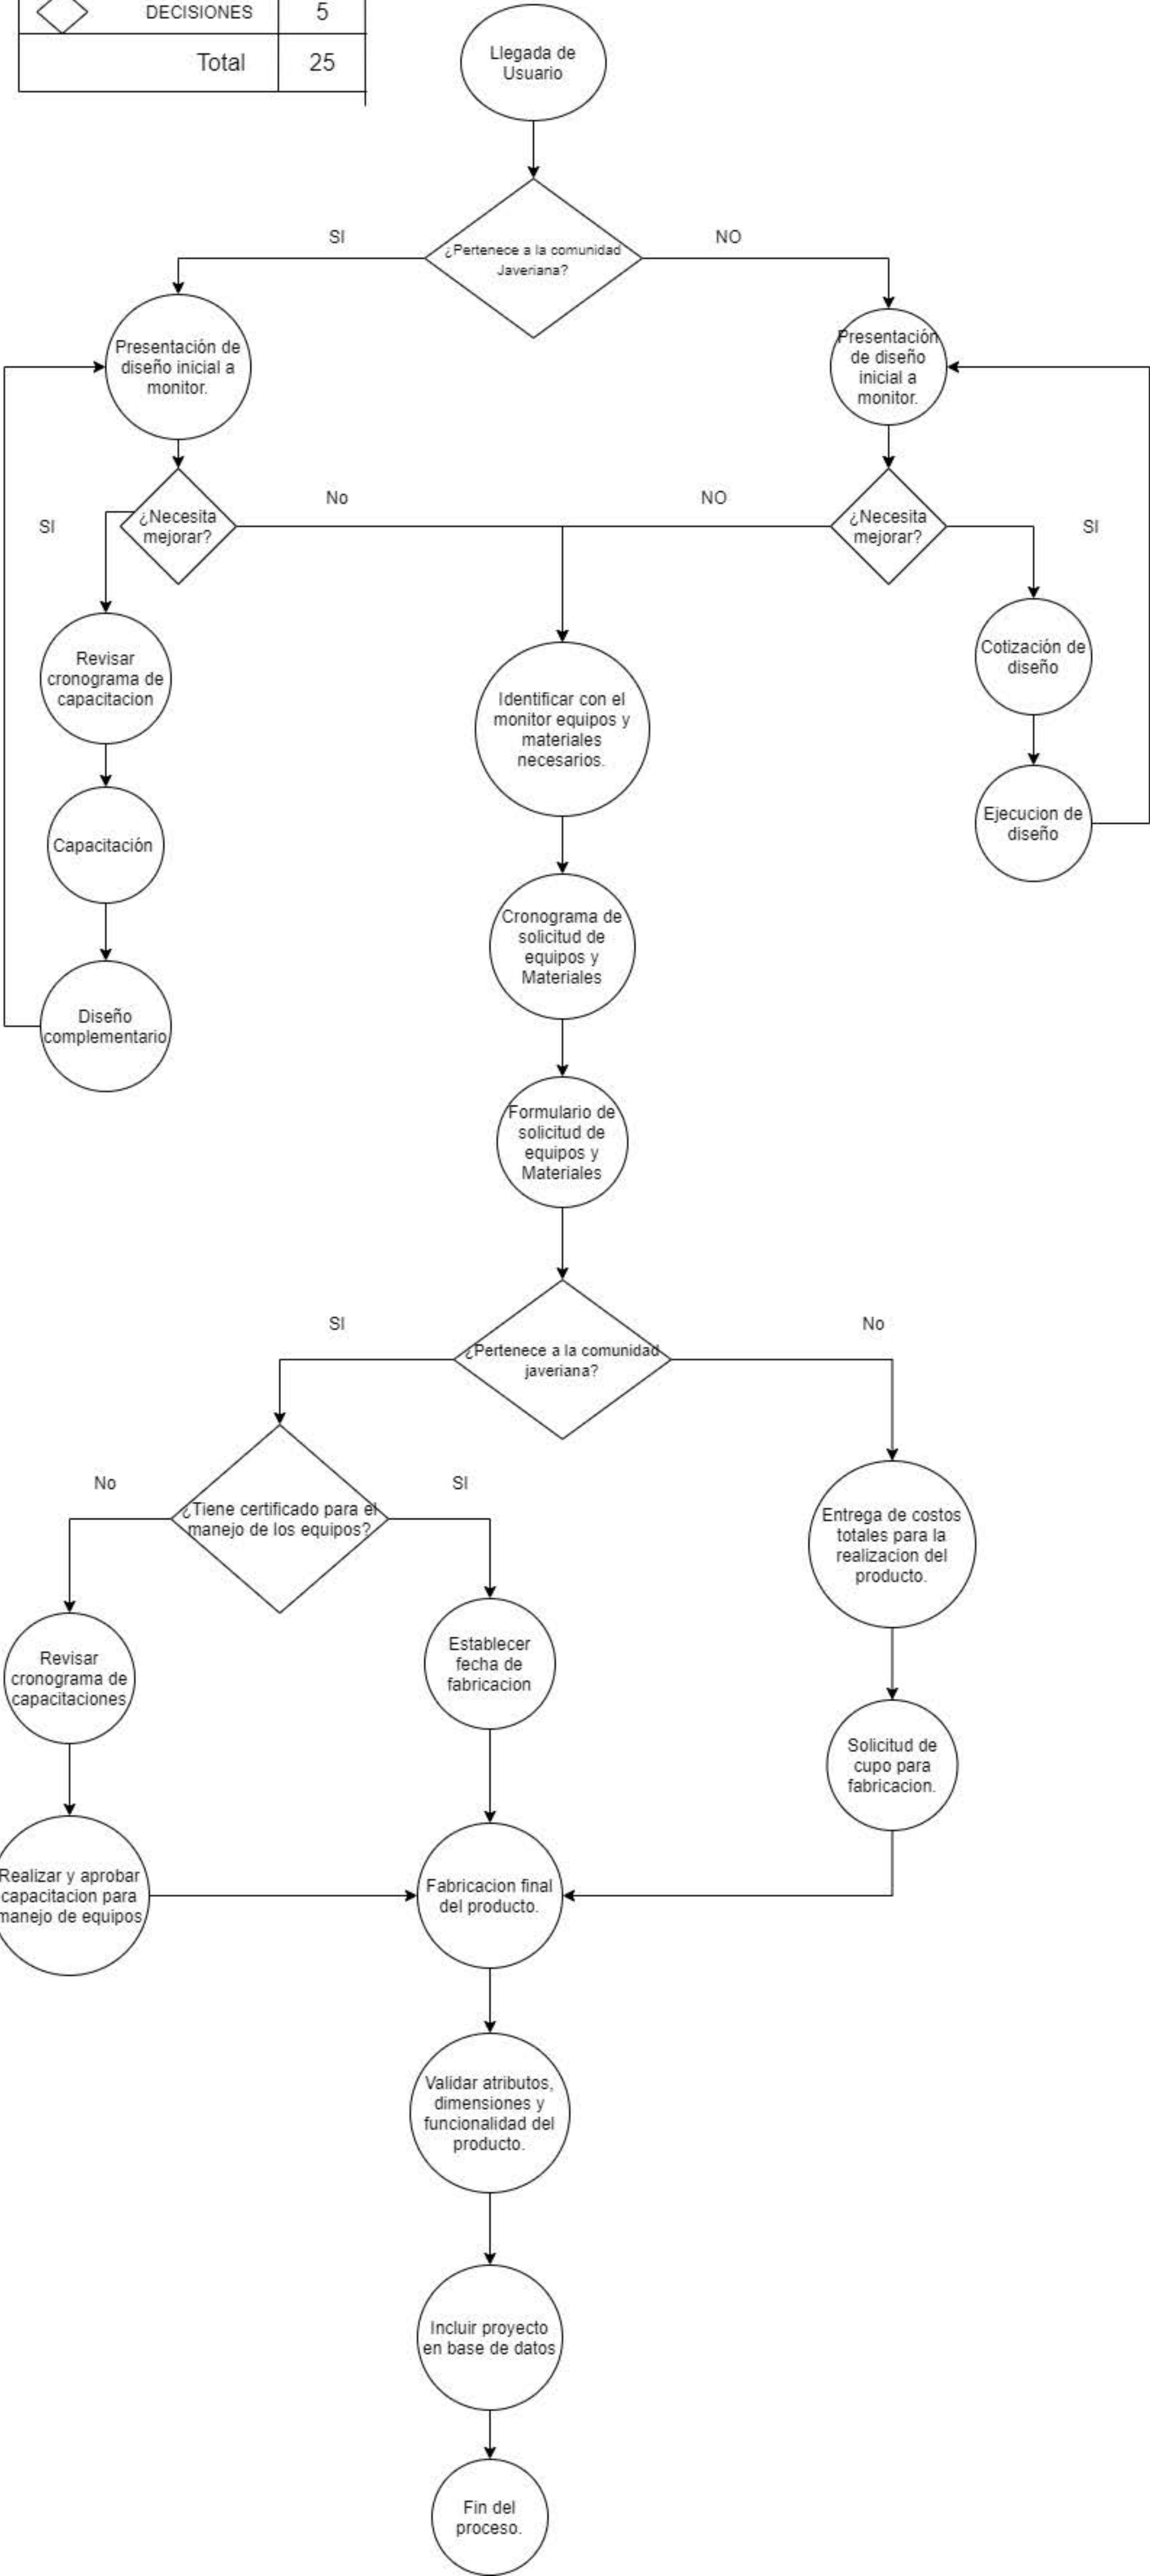 DECISIONES 5
Total 25
Llegada de
Usuario
¿Pertenece a la comunidad
Javeriana?
SI
NO
Presentación de
diseño inicial a
monitor.
Presentación
de diseño
inicial a
monitor.
¿Necesita
mejorar?
SI
No
NO
¿Necesita
mejorar?
SI
Revisar
cronograma de
capacitacion
Capacitación
Diseño
complementario
Identificar con el
monitor equipos y
materiales
necesarios.
Cotización de
diseño
Ejecucion de
diseño
Cronograma de
solicitud de
equipos y
Materiales
Formulario de
solicitud de
equipos y
Materiales
¿Pertenece a la comunidad
javeriana?
SI
No
¿Tiene certificado para el
manejo de los equipos?
No
SI
Entrega de costos
totales para la
realizacion del
producto.
Revisar
cronograma de
capacitaciones
Establecer
fecha de
fabricacion
Solicitud de
cupo para
fabricacion.
Realizar y aprobar
capacitacion para
manejo de equipos
Fabricacion final
del producto.
Validar atributos,
dimensiones y
funcionalidad del
producto.
Incluir proyecto
en base de datos
Fin del
proceso.